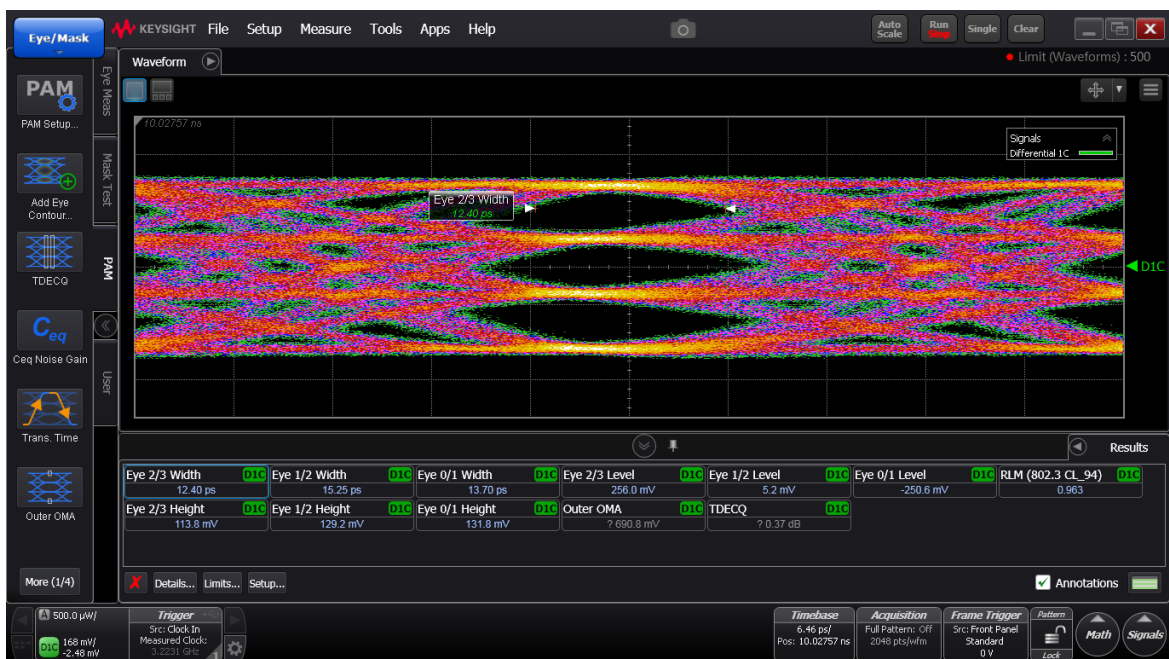 Eye/Mask
KEYSIGHT File Setup Measure Tools Apps Help
Auto Scale
Run Stop
Single
Clear
X
Waveform
Limit (Waveforms) : 500
PAM
PAM Setup...
Add Eye
Contour...
TDECQ
Ceq
Ceq Noise Gain
Trans. Time
Outer OMA
More (1/4)
Eye Meas
Mask Test
PAM
User
10.02757 ns
Signals
Differential 1C
Eye 2/3 Width
12.40 ps
D1C
Results
Eye 2/3 Width D1C Eye 1/2 Width D1C Eye 0/1 Width D1C Eye 2/3 Level D1C Eye 1/2 Level D1C Eye 0/1 Level D1C RLM (802.3 CL_94) D1C
12.40 ps 15.25 ps 13.70 ps 256.0 mV 5.2 mV -250.6 mV 0.963
Eye 2/3 Height D1C Eye 1/2 Height D1C Eye 0/1 Height D1C Outer OMA D1C TDECQ D1C
113.8 mV 129.2 mV 131.8 mV ? 690.8 mV ? 0.37 dB
X Details... Limits... Setup...
Annotations
A 500.0 µW/
D1C 168 mV/
-2.48 mV
Trigger
Src: Clock In
Measured Clock:
3.2231 GHz
1
Timebase
6.46 ps/
Pos: 10.02757 ns
Acquisition
Full Pattern: Off
2048 pts/wfm
Frame Trigger
Src: Front Panel
Standard
0 V
Pattern
Lock
Math
Signals